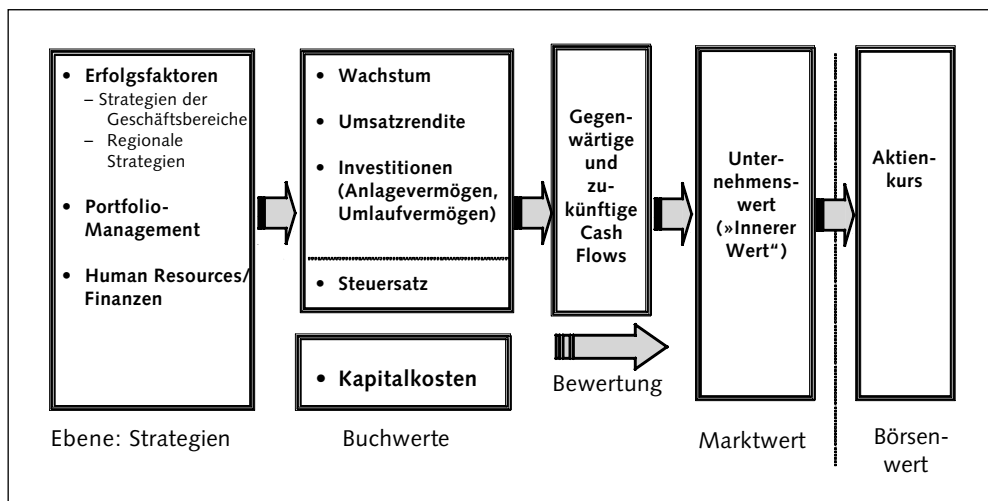 • Erfolgsfaktoren
– Strategien der
Geschäftsbereiche
– Regionale
Strategien
• Portfolio-
Management
• Human Resources/
Finanzen
Ebene: Strategien
• Wachstum
• Umsatzrendite
• Investitionen
(Anlagevermögen,
Umlaufvermögen)
• Steuersatz
• Kapitalkosten
Buchwerte
Gegen-
wärtige
und
zu-
künftige
Cash
Flows
Bewertung
Unter-
nehmens
wert
(»Innerer
Wert“)
Marktwert
Aktien-
kurs
Börsen-
wert